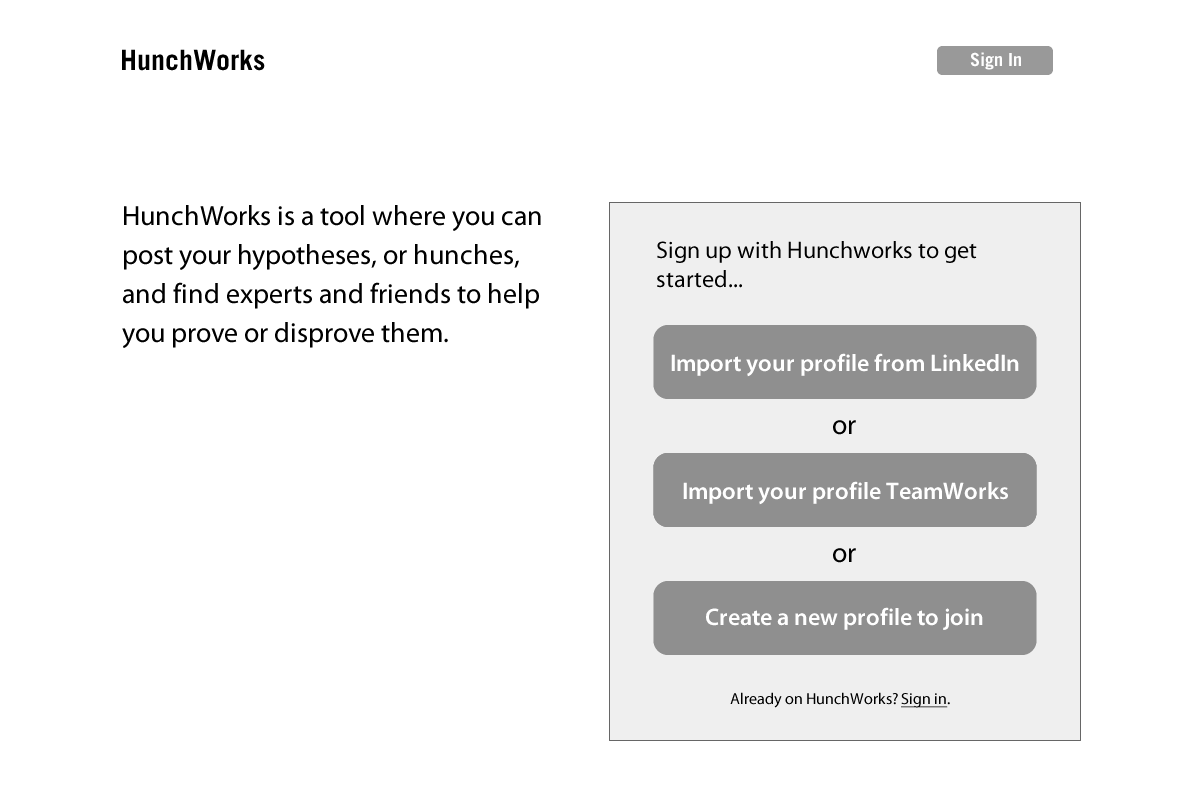 HunchWorks
Sign In
HunchWorks is a tool where you can
post your hypotheses, or hunches,
and find experts and friends to help
you prove or disprove them.
Sign up with Hunchworks to get
started...
Import your profile from LinkedIn
or
Import your profile TeamWorks
or
Create a new profile to join
Already on HunchWorks? Sign in.